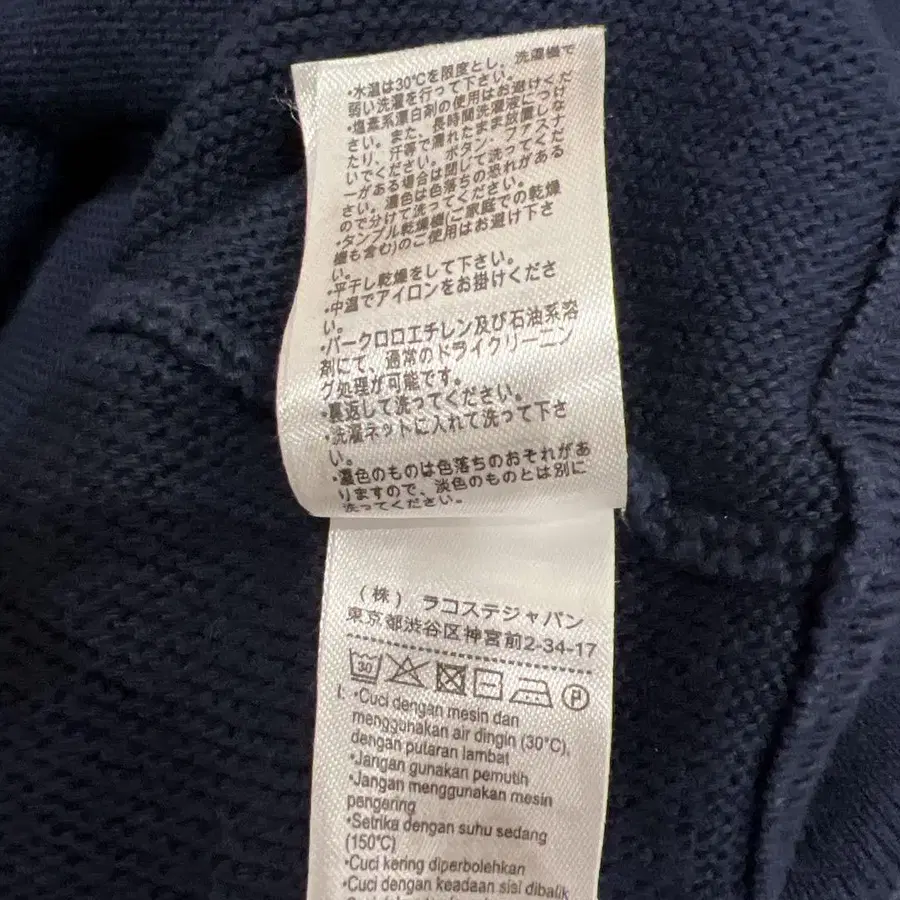 ・水温は30℃を限度とし、洗濯機で
弱い洗濯を行って下さい。
・塩素系漂白剤の使用はお避けくだ
さい。また、長時間洗濯液につけ
たり、汗等で濡れたまま放置しな
いでください。ボタン、ファスナ
ーがある場合は閉じて洗ってくだ
さい。濃色は色落ちの恐れがある
ので分けて洗ってください。
・タンブル乾燥機(ご家庭での乾燥
機も含む)のご使用はお避け下さ
い。
・平干し乾燥をして下さい。
・中温でアイロンをお掛けくださ
い。
・パークロロエチレン及び石油系溶
剤にて、通常のドライクリーニン
グ処理が可能です。
・裏返して洗ってください。
・洗濯ネットに入れて洗って下さ
い。
・濃色のものは色落ちのおそれがあ
りますので、淡色のものとは別に
洗ってください。
(株) ラコステジャパン
東京都渋谷区神宮前2-34-17
30 P
I. •Cuci dengan mesin dan
menggunakan air dingin (30°C),
dengan putaran lambat
•Jangan gunakan pemutih
•Jangan menggunakan mesin
pengering
•Setrika dengan suhu sedang
(150°C)
•Cuci kering diperbolehkan
•Cuci dengan keadaan sisi dibalik